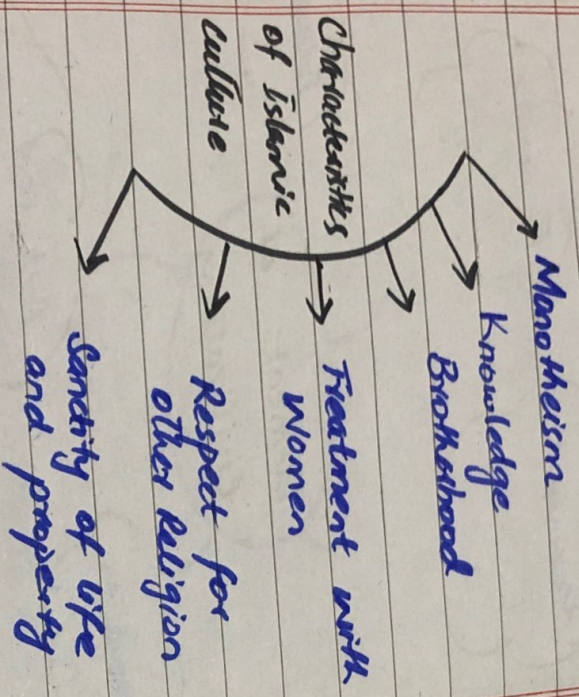 Characteristics
of Islamic
culture
Monotheism
Knowledge
Brotherhood
Treatment with
Women
Respect for
other Religion
Sanctity of life
and property